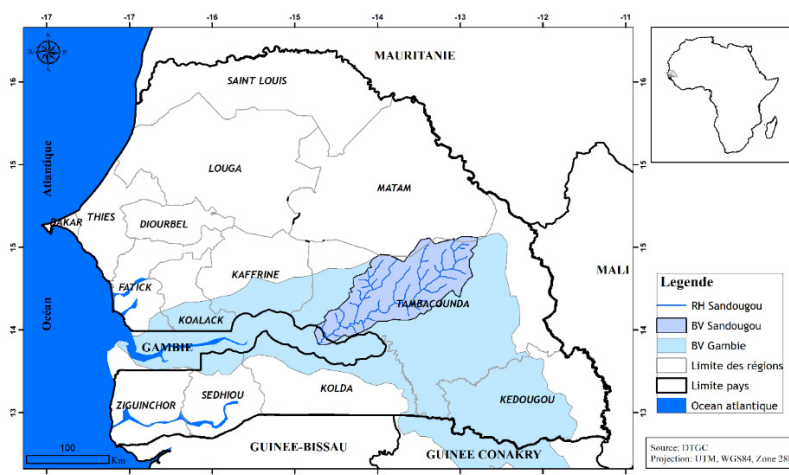 -17 -16 -15 -14 -13 -12 -11
N
W E
S
MAURITANIE
SAINT LOUIS
16 16
LOUGA
MATAM
15 15
Atlantique
DAKAR
THIES
DIOURBEL
15 15
KAFFRINE
FATICK
MALI
TAMBACOUNDA
KOALACK
Océan
14 14
GAMBIE
KOLDA
SEDHIOU
ZIGUINCHOR
KEDOUGOU
13 13
GUINEE-BISSAU
GUINEE CONAKRY
100
Km
Legende
RH Sandougou
BV Sandougou
BV Gambie
Limite des régions
Limite pays
Ocean atlantique
Source: DTGC
Projection: UTM, WGS84, Zone 28